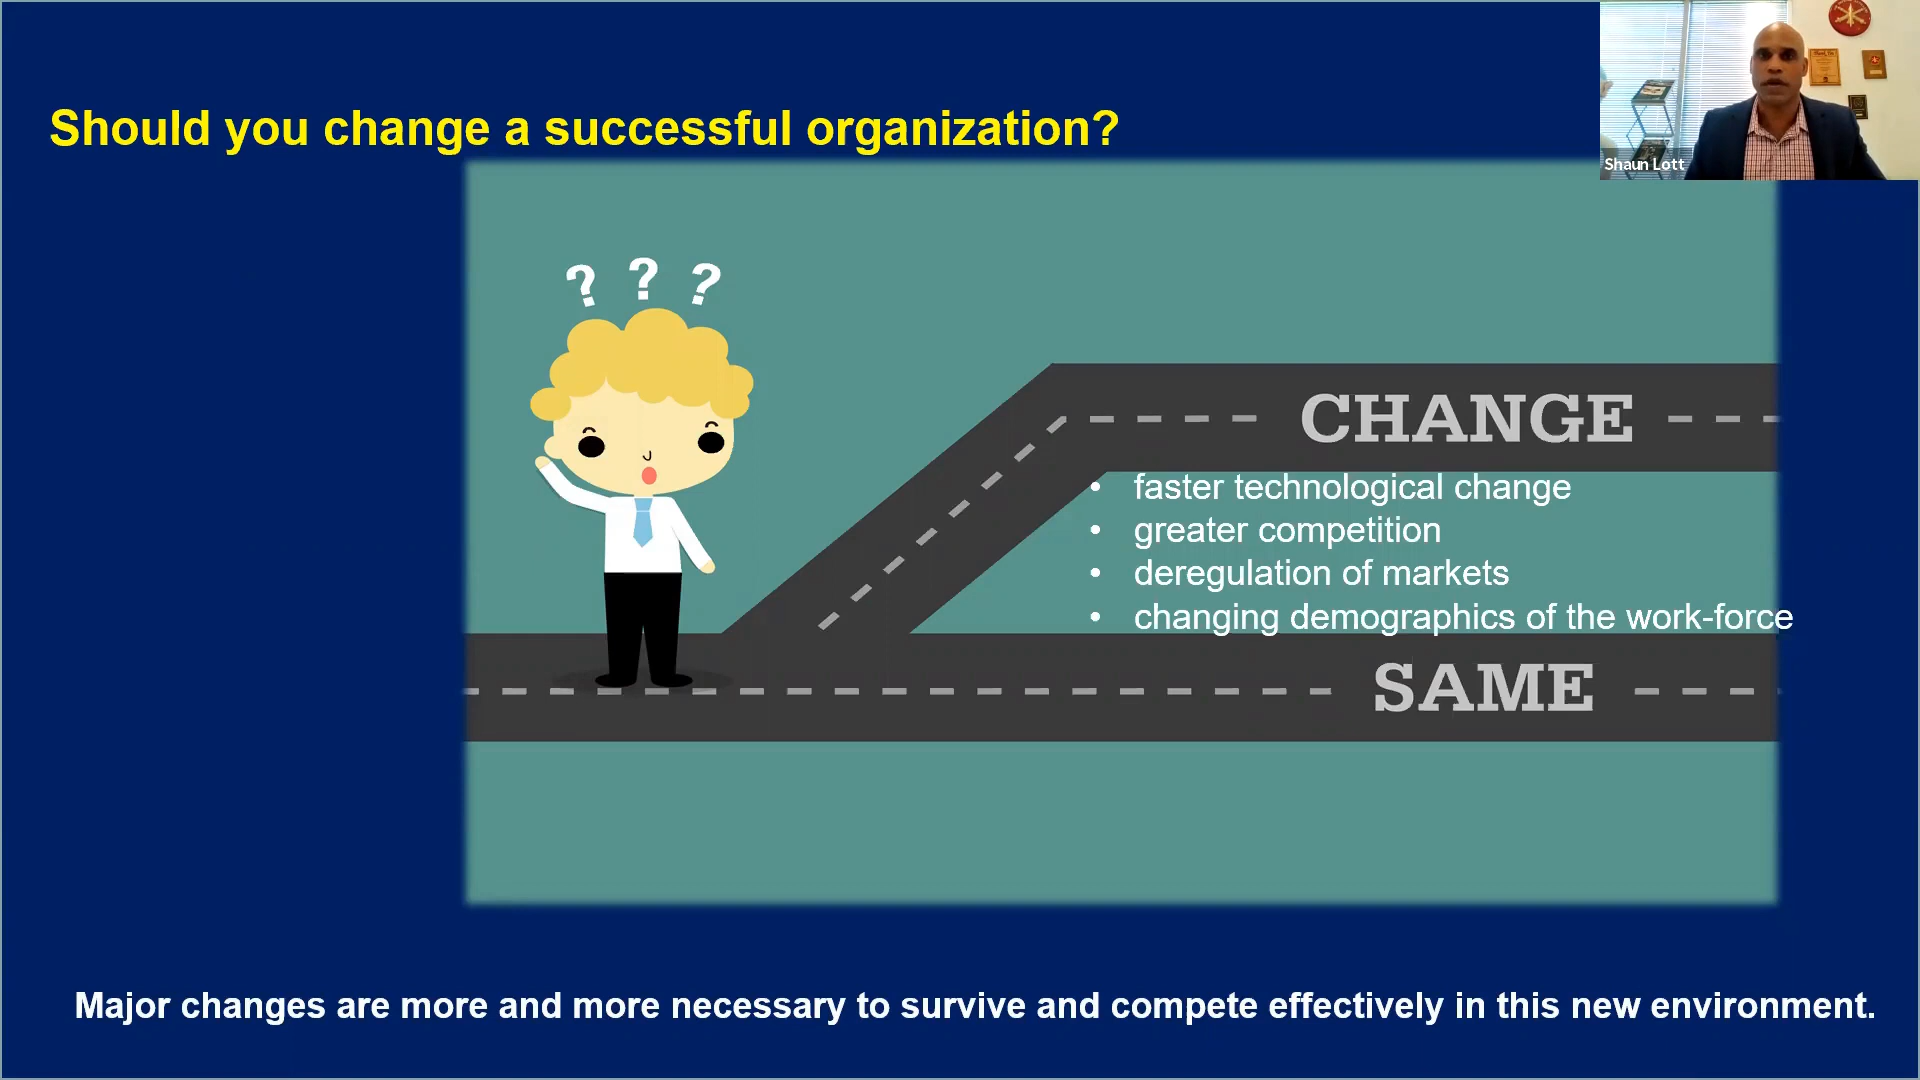 Should you change a successful organization?
Shaun Lott
? ? ?
CHANGE
• faster technological change
• greater competition
• deregulation of markets
• changing demographics of the work-force
SAME
Major changes are more and more necessary to survive and compete effectively in this new environment.